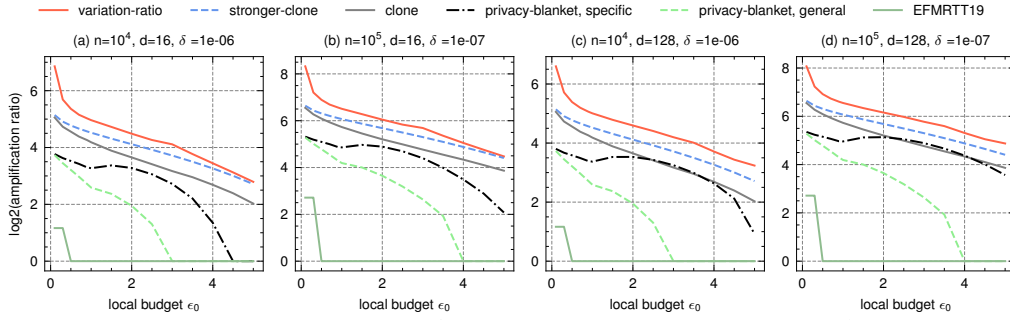 variation-ratio stronger-clone clone privacy-blanket, specific privacy-blanket, general EFMRTT19
(a) n=10⁴, d=16, δ =1e-06
(b) n=10⁵, d=16, δ =1e-07
(c) n=10⁴, d=128, δ =1e-06
(d) n=10⁵, d=128, δ =1e-07
log2(amplification ratio)
6
4
2
0
0 2 4
local budget ϵ₀
8
6
4
2
0
0 2 4
local budget ϵ₀
6
4
2
0
0 2 4
local budget ϵ₀
8
6
4
2
0
0 2 4
local budget ϵ₀